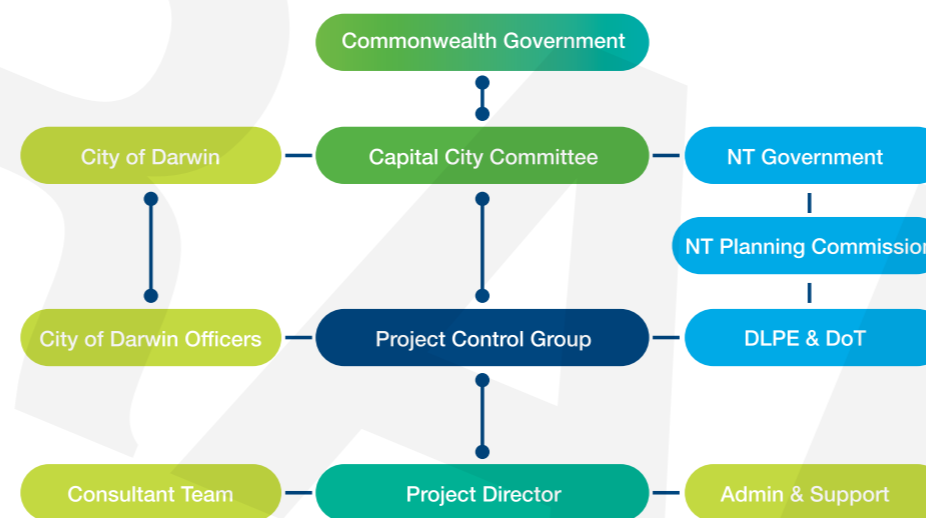 Commonwealth Government
City of Darwin
Capital City Committee
NT Government
NT Planning Commission
City of Darwin Officers
Project Control Group
DLPE & DoT
Consultant Team
Project Director
Admin & Support